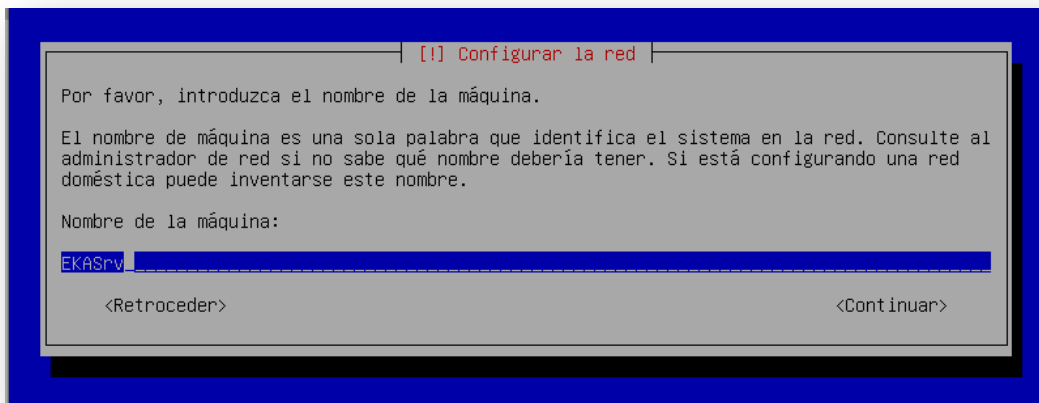 [!] Configurar la red
Por favor, introduzca el nombre de la máquina.
El nombre de máquina es una sola palabra que identifica el sistema en la red. Consulte al
administrador de red si no sabe qué nombre debería tener. Si está configurando una red
doméstica puede inventarse este nombre.
Nombre de la máquina:
EKASrv
<Retroceder> <Continuar>